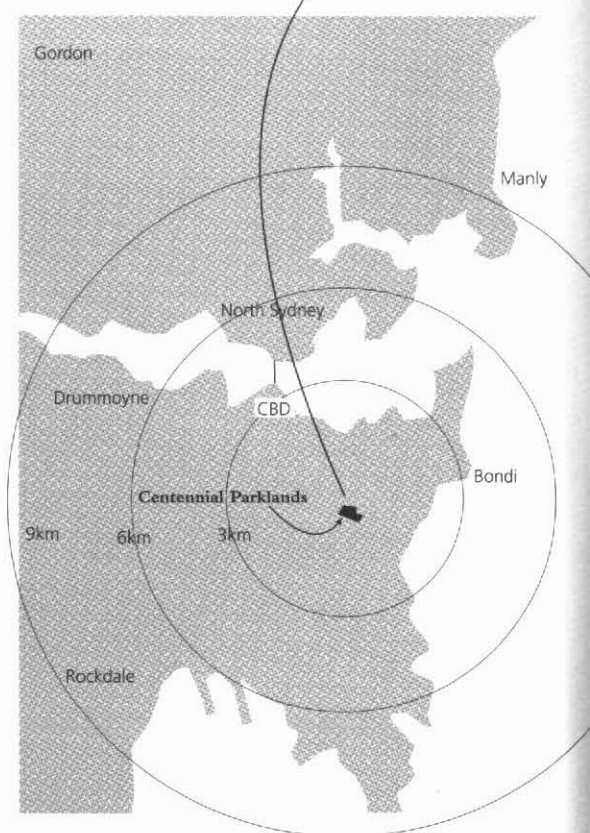 Gordon
Manly
North Sydney
Drummoyne
CBD
Bondi
Centennial Parklands
9km
6km
3km
Rockdale